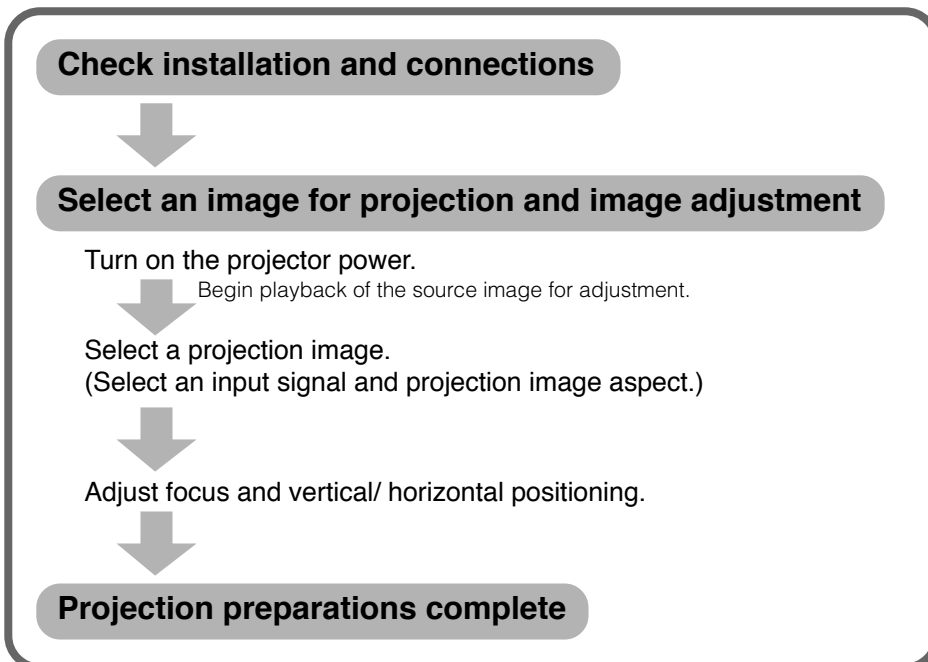 Check installation and connections
Select an image for projection and image adjustment
Turn on the projector power.
Begin playback of the source image for adjustment.
Select a projection image.
(Select an input signal and projection image aspect.)
Adjust focus and vertical/ horizontal positioning.
Projection preparations complete